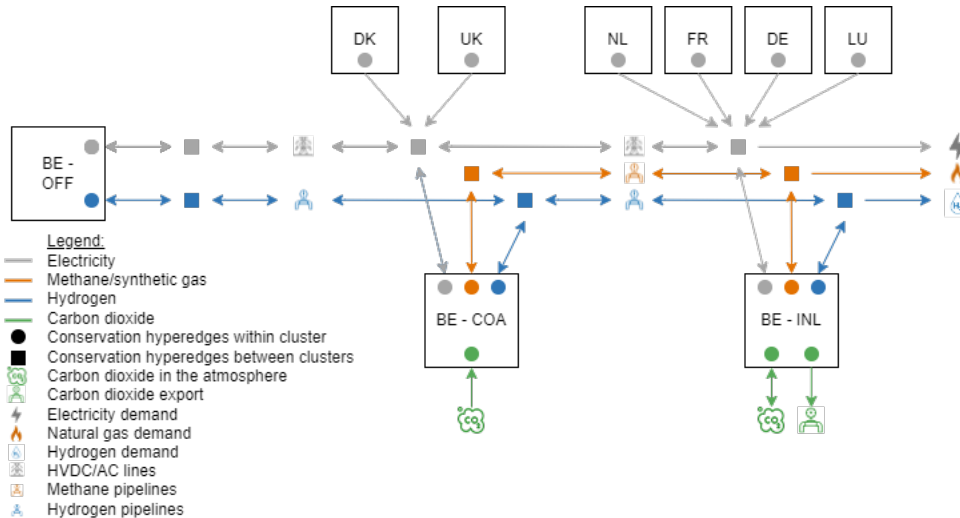 DK
UK
NL
FR
DE
LU
BE -
OFF
BE - COA
BE - INL
Legend:
Electricity
Methane/synthetic gas
Hydrogen
Carbon dioxide
Conservation hyperedges within cluster
Conservation hyperedges between clusters
Carbon dioxide in the atmosphere
Carbon dioxide export
Electricity demand
Natural gas demand
Hydrogen demand
HVDC/AC lines
Methane pipelines
Hydrogen pipelines